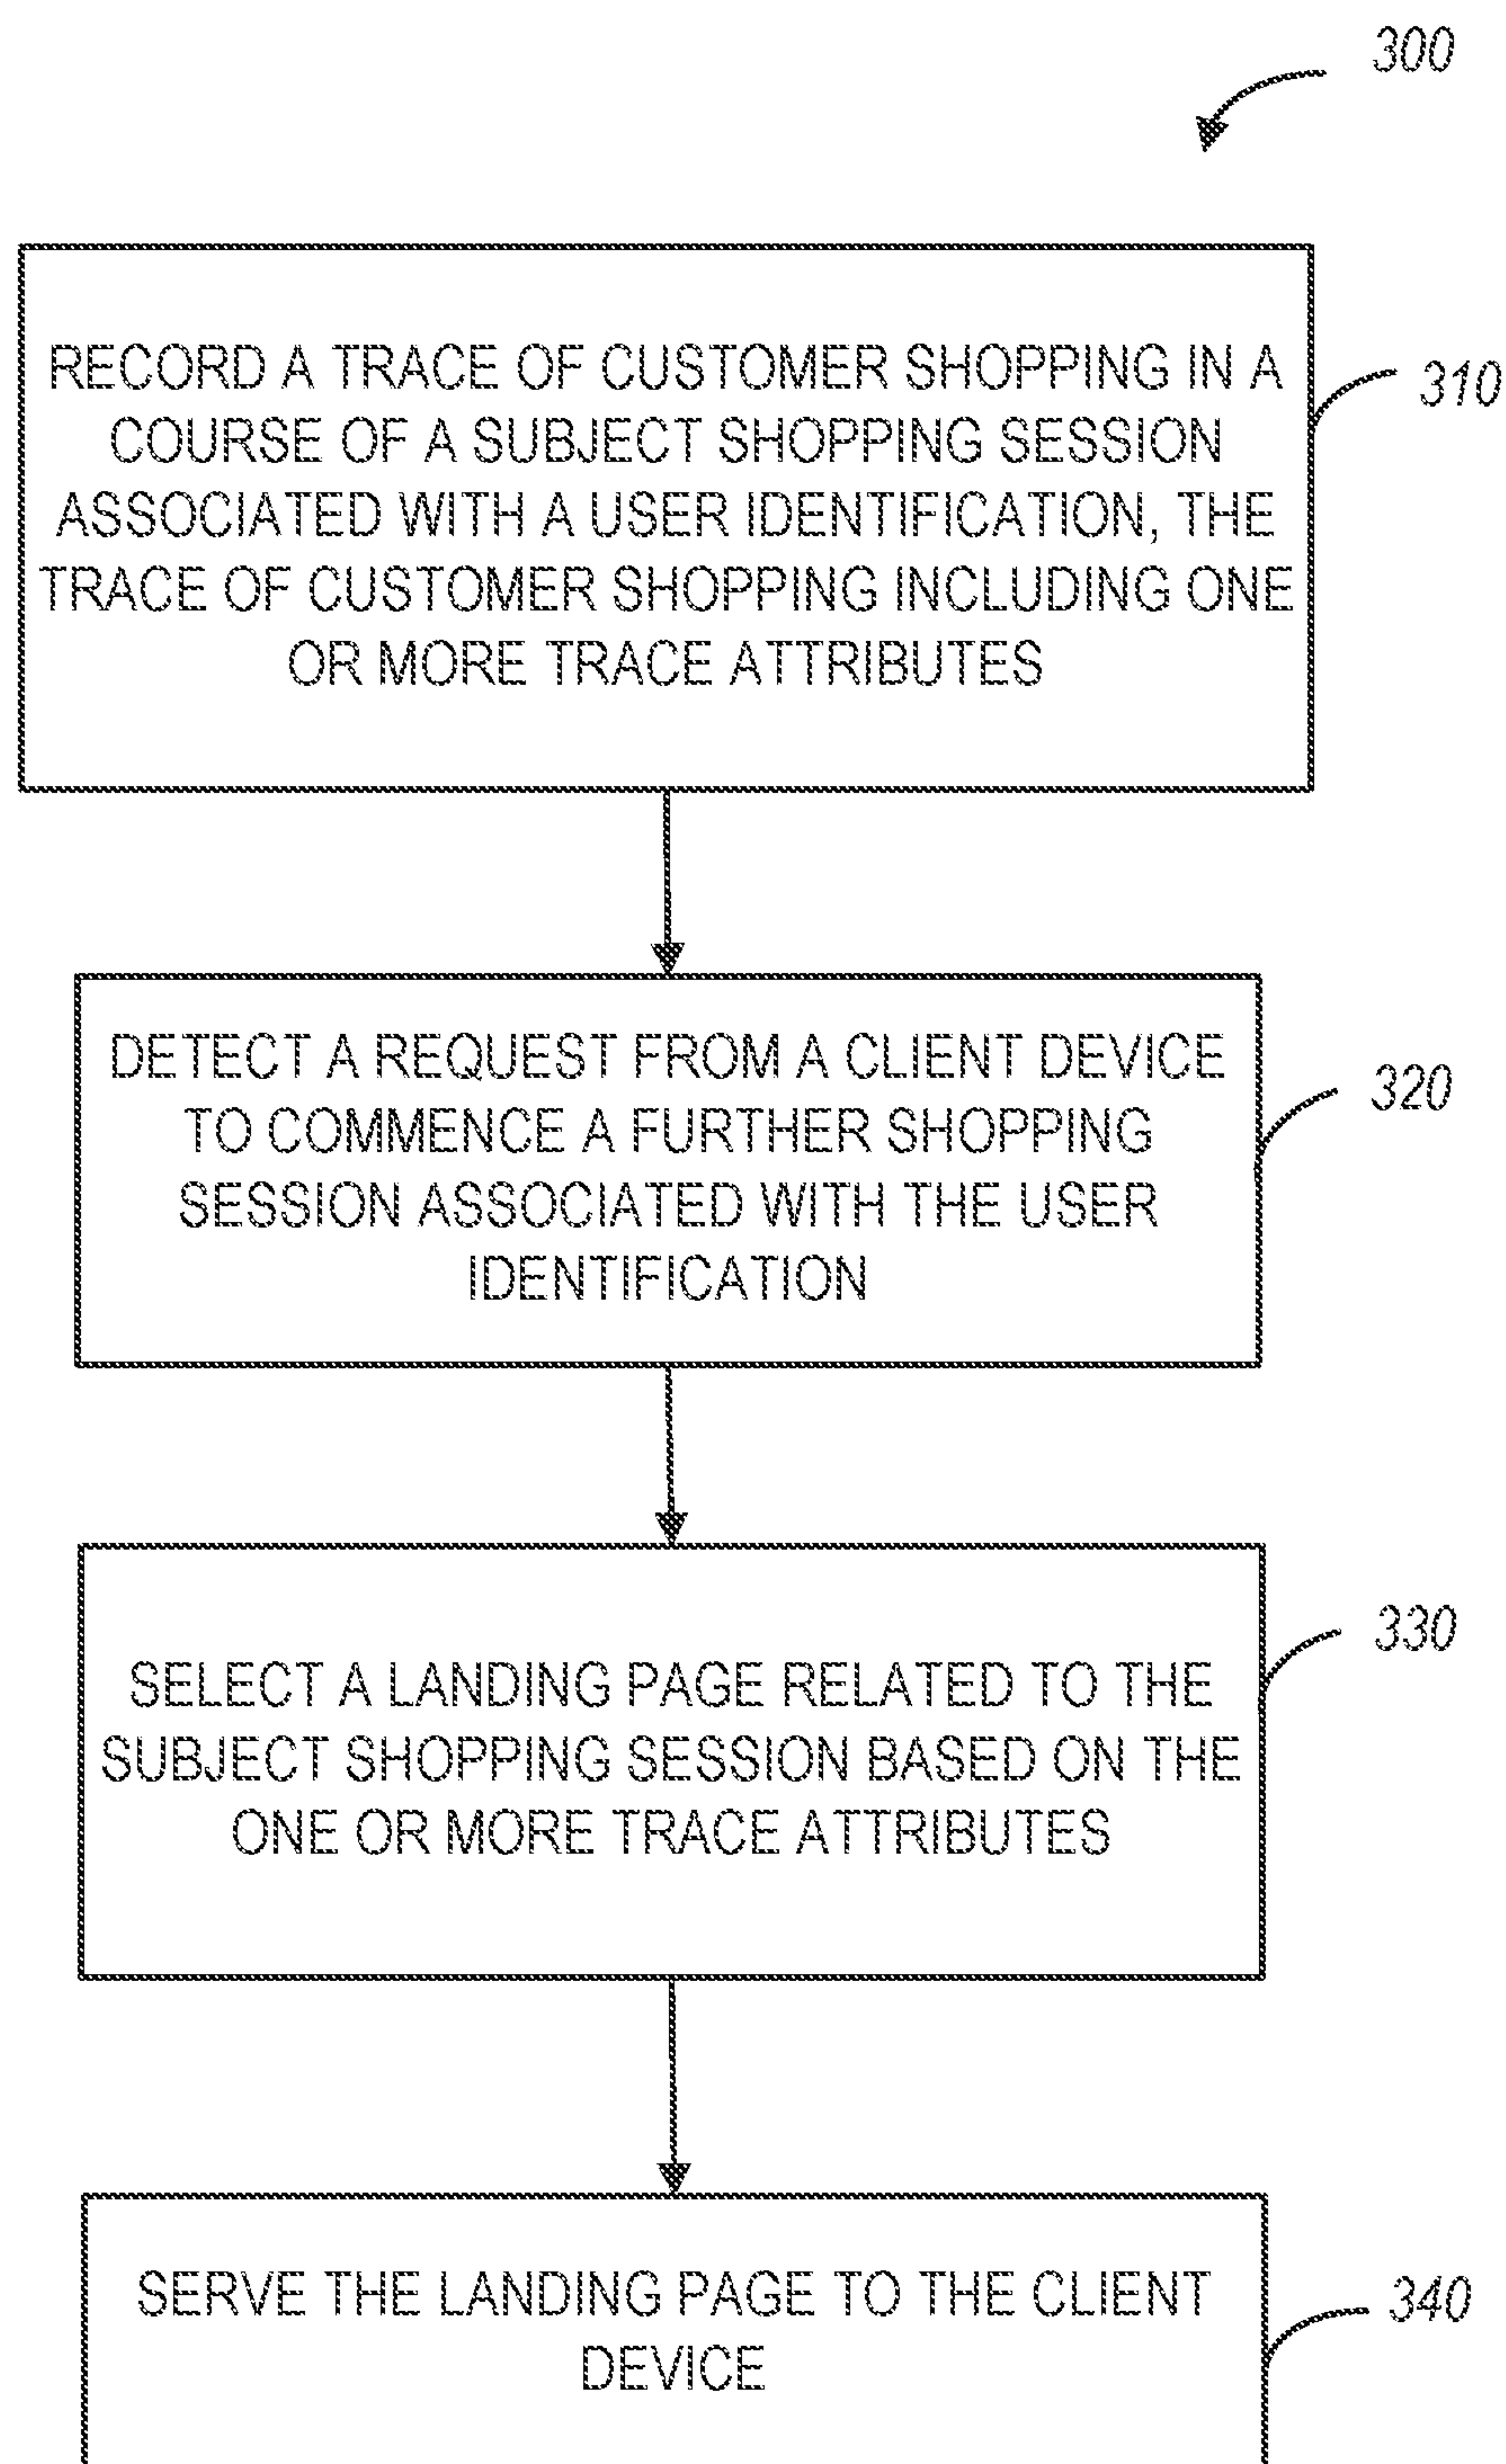 300
RECORD A TRACE OF CUSTOMER SHOPPING IN A
COURSE OF A SUBJECT SHOPPING SESSION
ASSOCIATED WITH A USER IDENTIFICATION, THE
TRACE OF CUSTOMER SHOPPING INCLUDING ONE
OR MORE TRACE ATTRIBUTES
310
DETECT A REQUEST FROM A CLIENT DEVICE
TO COMMENCE A FURTHER SHOPPING
SESSION ASSOCIATED WITH THE USER
IDENTIFICATION
320
SELECT A LANDING PAGE RELATED TO THE
SUBJECT SHOPPING SESSION BASED ON THE
ONE OR MORE TRACE ATTRIBUTES
330
SERVE THE LANDING PAGE TO THE CLIENT
DEVICE
340